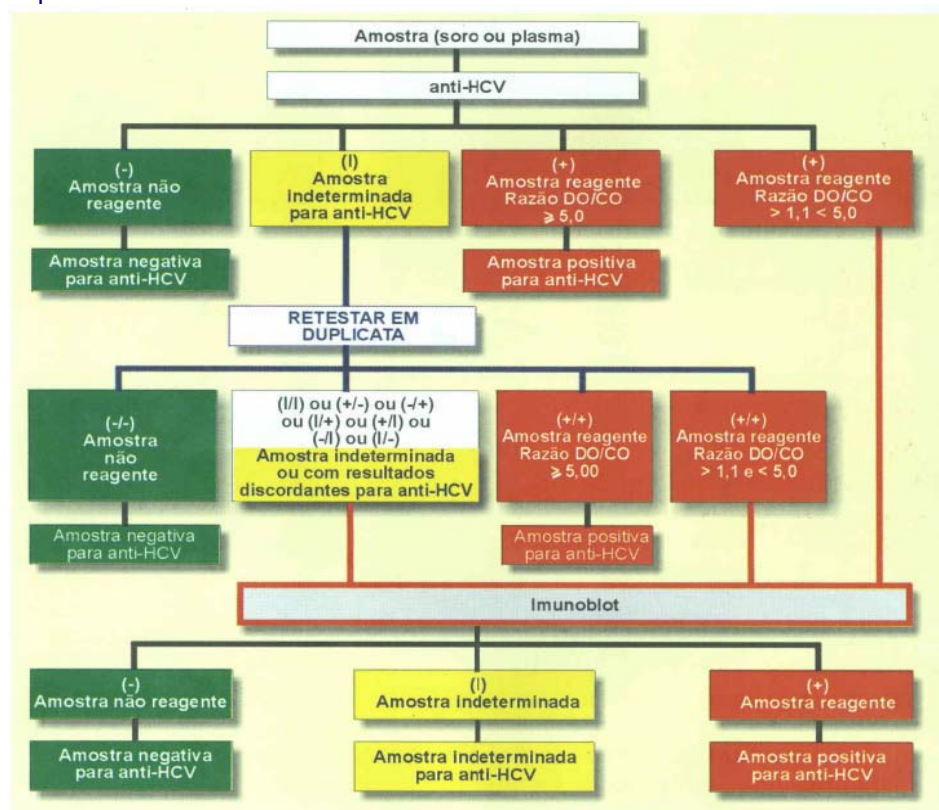 Amostra (soro ou plasma)
anti-HCV
(-)
Amostra não
reagente
(I)
Amostra
indeterminada
para anti-HCV
(+)
Amostra reagente
Razão DO/CO
⩾ 5,0
(+)
Amostra reagente
Razão DO/CO
> 1,1 < 5,0
Amostra negativa
para anti-HCV
Amostra positiva
para anti-HCV
RETESTAR EM
DUPLICATA
(-/-)
Amostra
não
reagente
(I/I) ou (+/-) ou (-/+)
ou (I/+) ou (+/I) ou
(-/I) ou (I/-)
Amostra indeterminada
ou com resultados
discordantes para anti-HCV
(+/+)
Amostra reagente
Razão DO/CO
⩾ 5,00
(+/+)
Amostra reagente
Razão DO/CO
> 1,1 e < 5,0
Amostra negativa
para anti-HCV
Amostra positiva
para anti-HCV
Imunoblot
(-)
Amostra não reagente
(I)
Amostra indeterminada
(+)
Amostra reagente
Amostra negativa
para anti-HCV
Amostra indeterminada
para anti-HCV
Amostra positiva
para anti-HCV